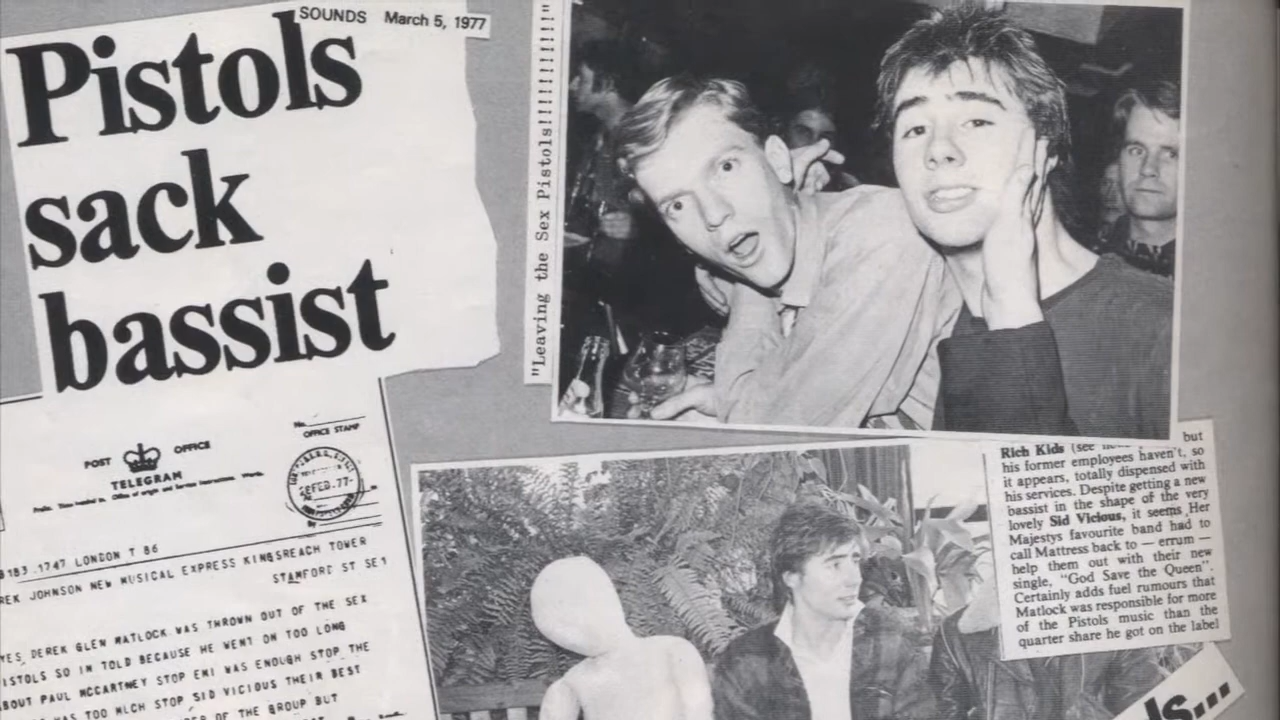 SOUNDS March 5, 1977
Pistols
sack
bassist
"Leaving the Sex Pistols!!!!!!!!!!!!"
No.
OFFICE STAMP
POST OFFICE
TELEGRAM
28FEB.77
1747 LONDON T 86
JOHNSON NEW MUSICAL EXPRESS KINGSREACH TOWER
STAMFORD ST SE1
YES DEREK GLEN MATLOCK WAS THROWN OUT OF THE SEX
ISTOLS SO IM TOLD BECAUSE HE WENT ON TOO LONG
BOUT PAUL MCCARTNEY STOP EMI WAS ENOUGH STOP THE
WAS TOO MLCH STOP SID VICIOUS THEIR BEST
OF THE GROUP BUT
Rich Kids (see but
his former employees haven't, so
it appears, totally dispensed with
his services. Despite getting a new
bassist in the shape of the very
lovely Sid Vicious, it seems Her
Majestys favourite band had to
call Mattress back to — errum —
help them out with their new
single, "God Save the Queen".
Certainly adds fuel rumours that
Matlock was responsible for more
of the Pistols music than the
quarter share he got on the label
ls...